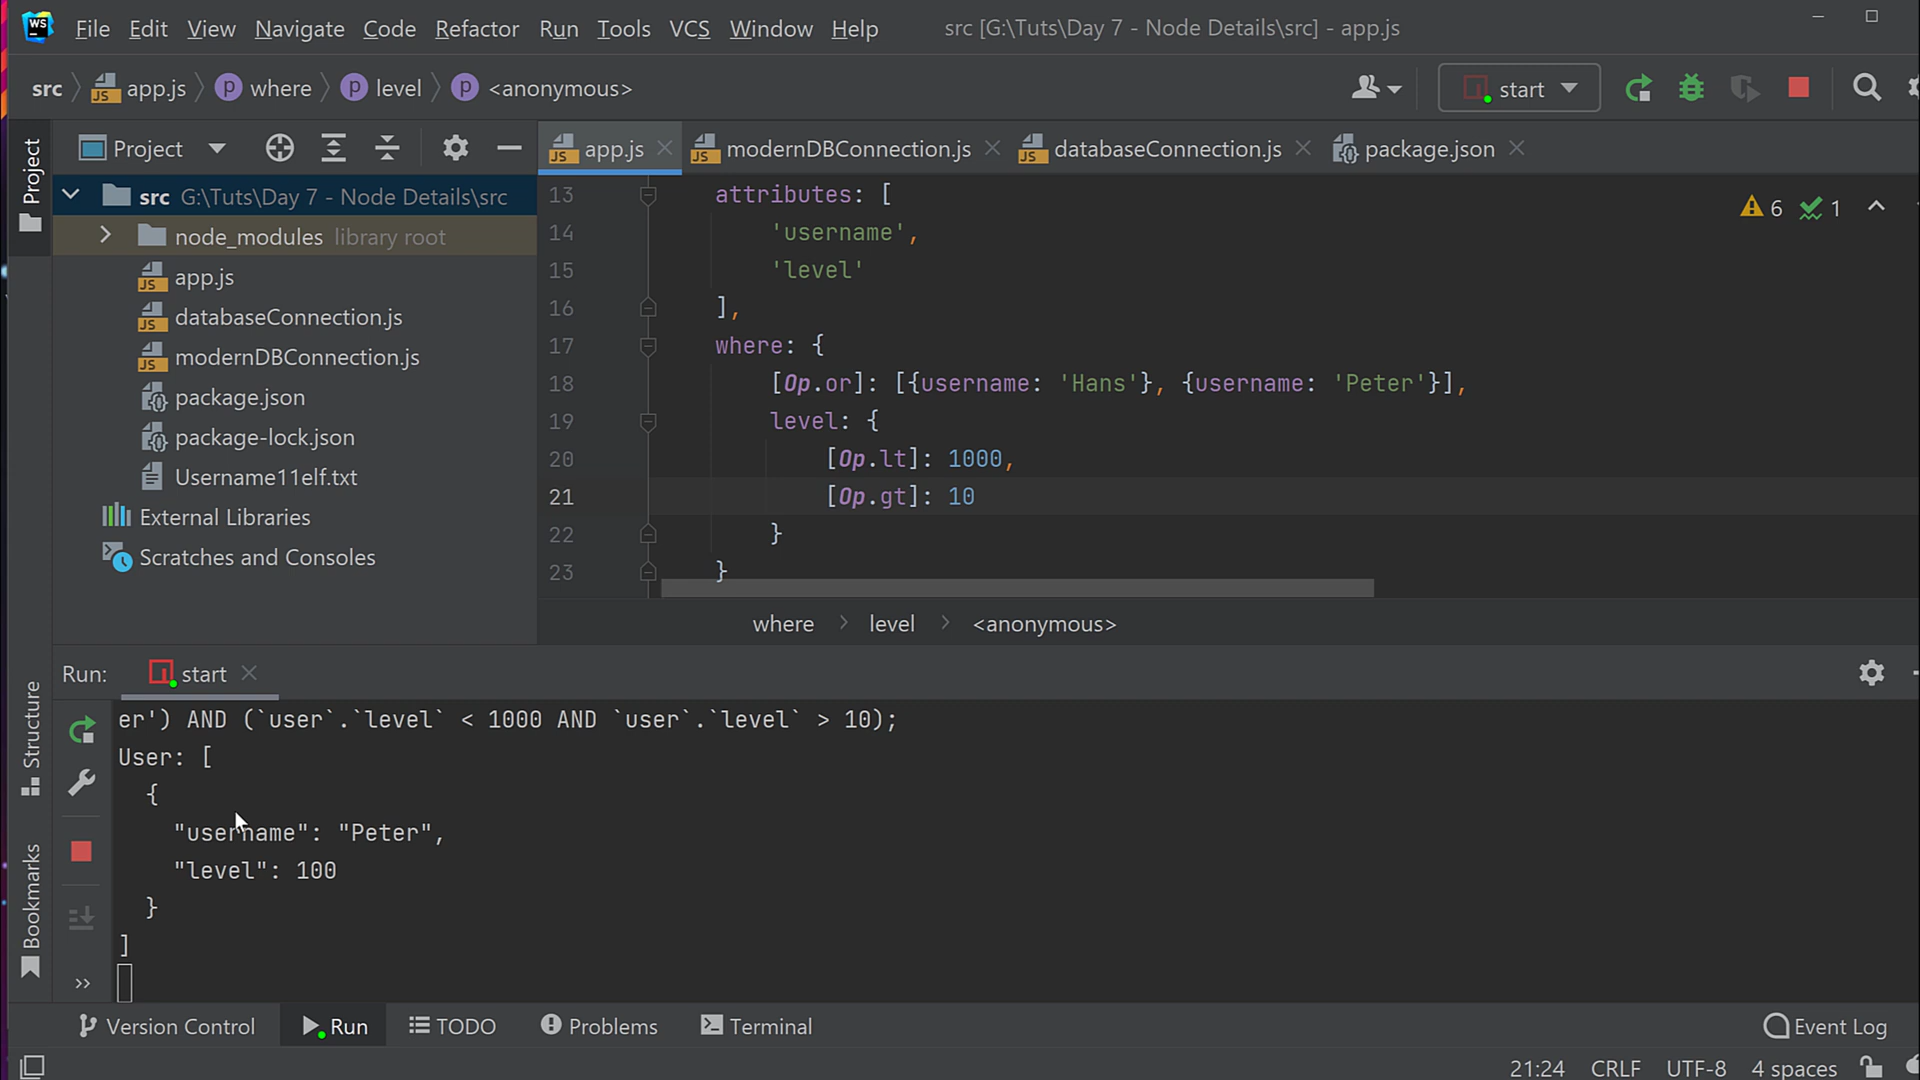 WS File Edit View Navigate Code Refactor Run Tools VCS Window Help src [G:\Tuts\Day 7 - Node Details\src] - app.js
src app.js where level <anonymous> start
Project
Project
app.js modernDBConnection.js databaseConnection.js package.json
src G:\Tuts\Day 7 - Node Details\src
node_modules library root
app.js
databaseConnection.js
modernDBConnection.js
package.json
package-lock.json
Username11elf.txt
External Libraries
Scratches and Consoles
13 attributes: [
14 'username',
15 'level'
16 ],
17 where: {
18 [Op.or]: [{username: 'Hans'}, {username: 'Peter'}],
19 level: {
20 [Op.lt]: 1000,
21 [Op.gt]: 10
22 }
23 }
6 1
where level <anonymous>
Run: start
Structure
Bookmarks
er') AND (`user`.`level` < 1000 AND `user`.`level` > 10);
User: [
{
"username": "Peter",
"level": 100
}
]
Version Control Run TODO Problems Terminal Event Log
21:24 CRLF UTF-8 4 spaces